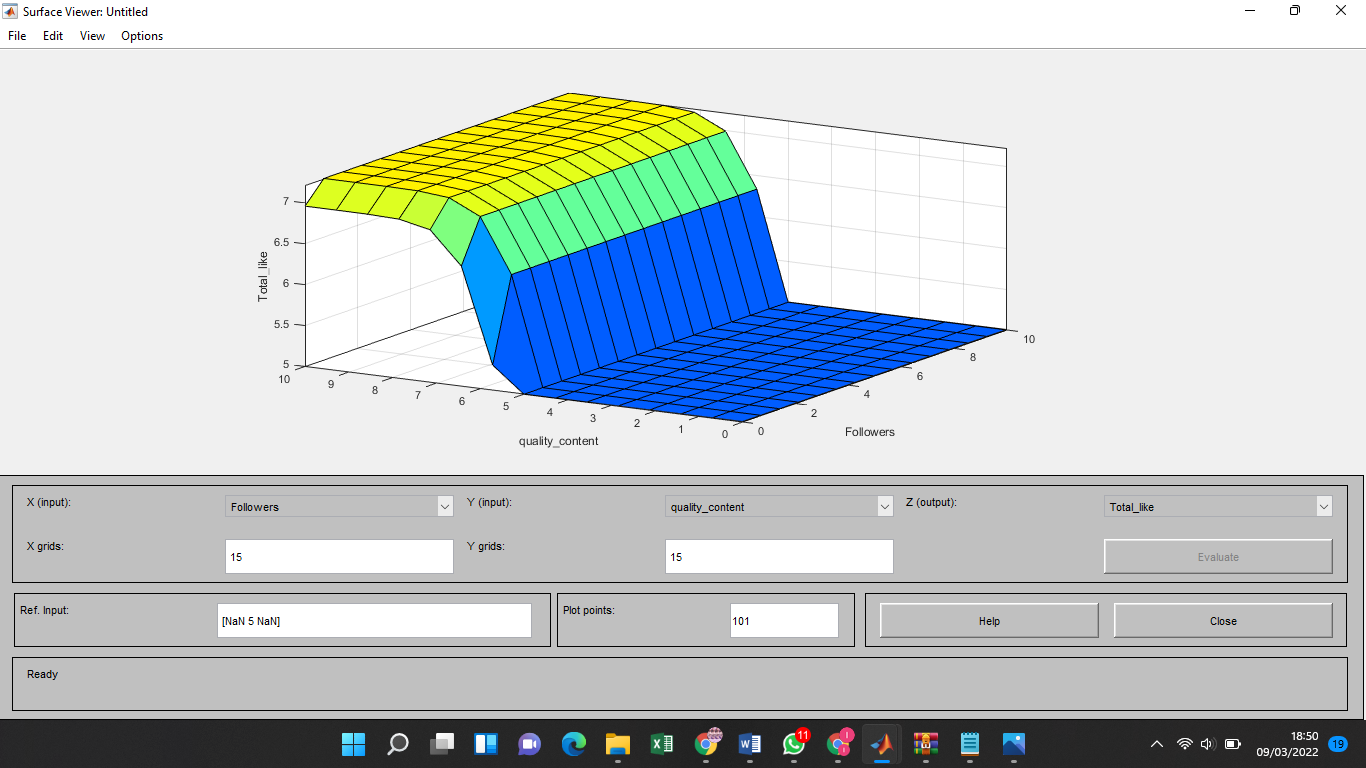 Surface Viewer: Untitled
File Edit View Options
Total_like
7
6.5
6
5.5
5
10
9
8
7
6
5
4
3
2
1
0
quality_content
0
2
4
6
8
10
Followers
X (input):
Followers
Y (input):
quality_content
Z (output):
Total_like
X grids:
15
Y grids:
15
Evaluate
Ref. Input:
[NaN 5 NaN]
Plot points:
101
Help
Close
Ready
11
18:50
09/03/2022
19